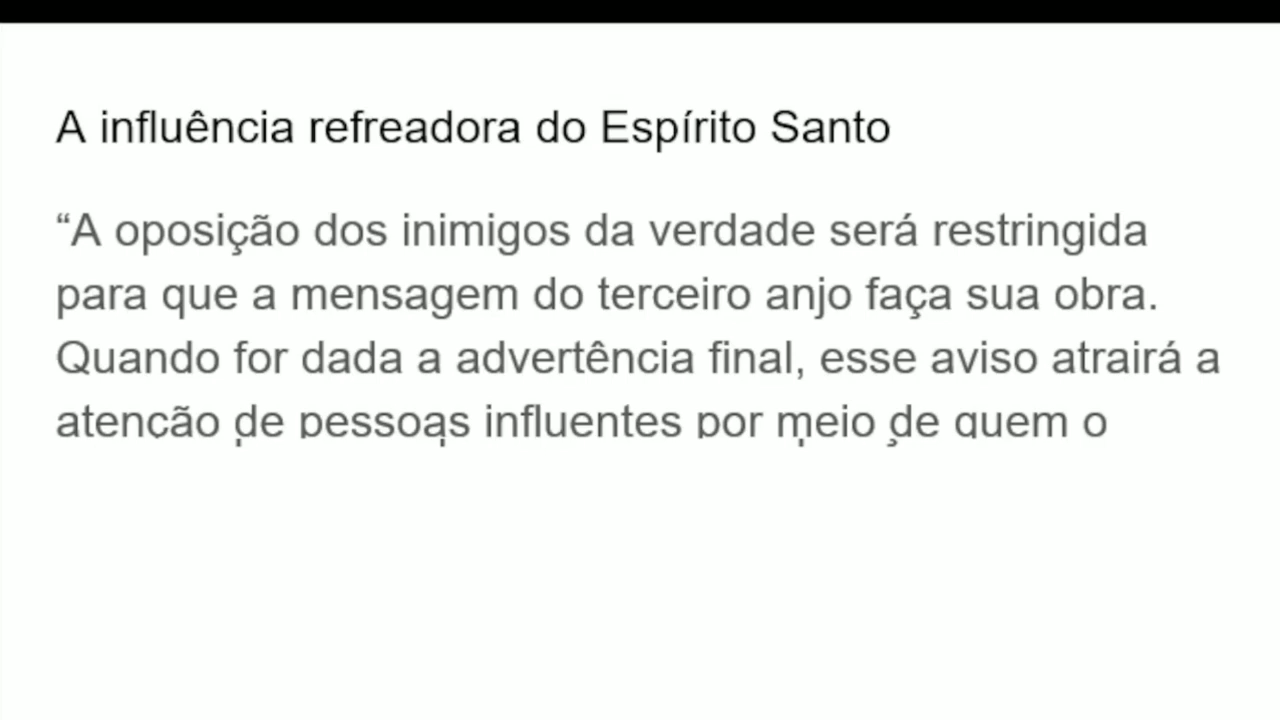 A influência refreadora do Espírito Santo
“A oposição dos inimigos da verdade será restringida
para que a mensagem do terceiro anjo faça sua obra.
Quando for dada a advertência final, esse aviso atrairá a
atenção de pessoas influentes por meio de quem o